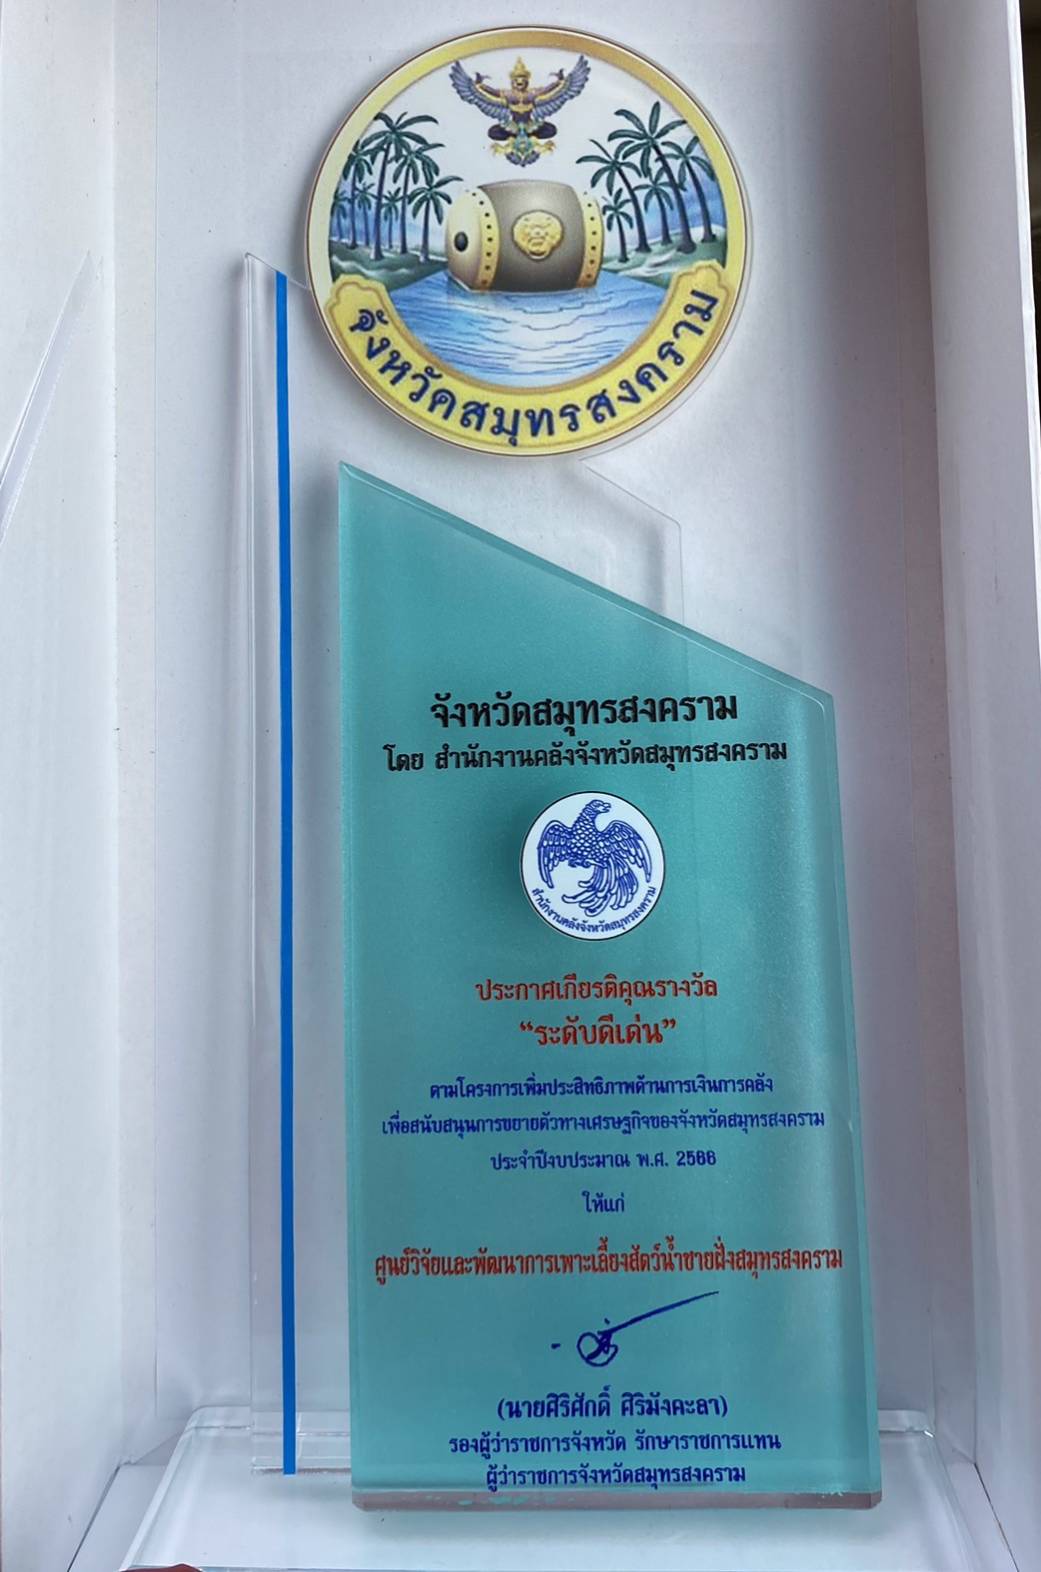 จังหวัดสมุทรสงคราม
จังหวัดสมุทรสงคราม
โดย สำนักงานคลังจังหวัดสมุทรสงคราม
สำนักงานคลังจังหวัดสมุทรสงคราม
ประกาศเกียรติคุณรางวัล
“ระดับดีเด่น”
ตามโครงการเพิ่มประสิทธิภาพด้านการเงินการคลัง
เพื่อสนับสนุนการขยายตัวทางเศรษฐกิจของจังหวัดสมุทรสงคราม
ประจำปีงบประมาณ พ.ศ. 2566
ให้แก่
ศูนย์วิจัยและพัฒนาการเพาะเลี้ยงสัตว์น้ำชายฝั่งสมุทรสงคราม
(นายศิริศักดิ์ ศิริมังคะลา)
รองผู้ว่าราชการจังหวัด รักษาราชการแทน
ผู้ว่าราชการจังหวัดสมุทรสงคราม